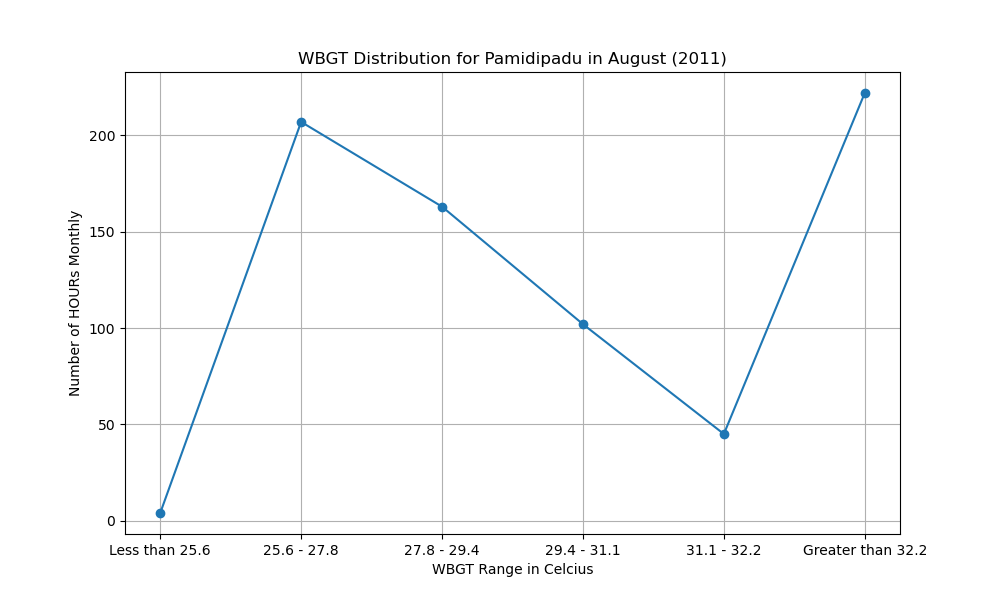 WBGT Distribution for Pamidipadu in August (2011)
Number of HOURs Monthly
200
150
100
50
0
Less than 25.6
25.6 - 27.8
27.8 - 29.4
29.4 - 31.1
31.1 - 32.2
Greater than 32.2
WBGT Range in Celcius